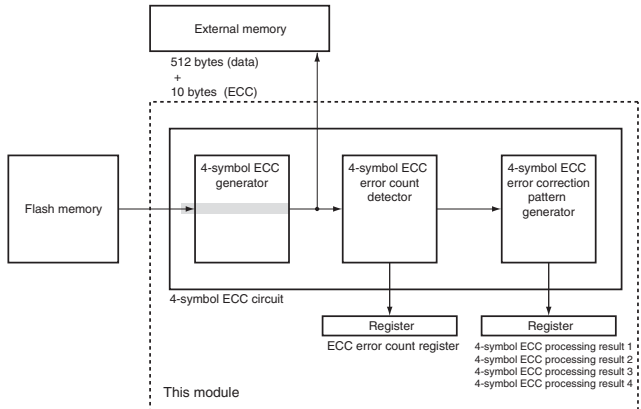 External memory
512 bytes (data)
+
10 bytes (ECC)
Flash memory
4-symbol ECC
generator
4-symbol ECC
error count
detector
4-symbol ECC
error correction
pattern
generator
4-symbol ECC circuit
Register
ECC error count register
Register
4-symbol ECC processing result 1
4-symbol ECC processing result 2
4-symbol ECC processing result 3
4-symbol ECC processing result 4
This module